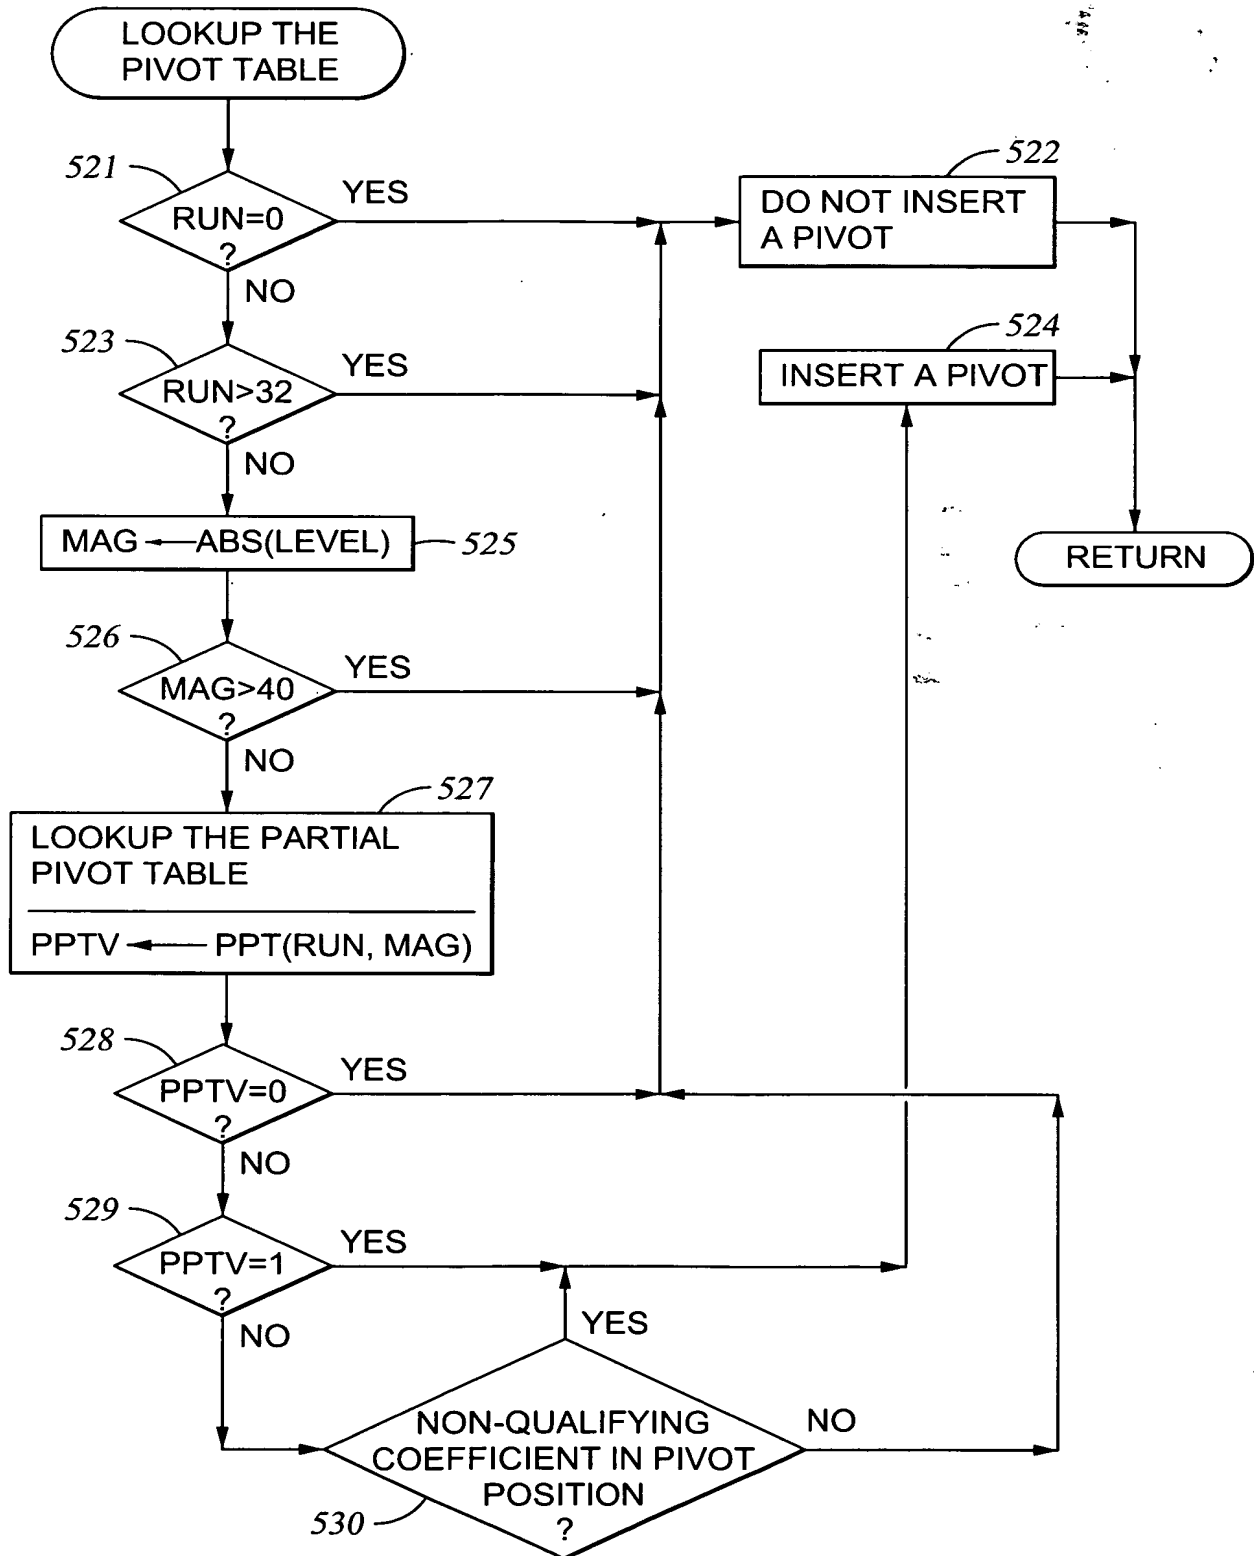 LOOKUP THE
PIVOT TABLE
521
RUN=0
?
YES
NO
522
DO NOT INSERT
A PIVOT
523
RUN>32
?
YES
NO
524
INSERT A PIVOT
MAG ← ABS(LEVEL)
525
RETURN
526
MAG>40
?
YES
NO
527
LOOKUP THE PARTIAL
PIVOT TABLE
PPTV ← PPT(RUN, MAG)
528
PPTV=0
?
YES
NO
529
PPTV=1
?
YES
NO
YES
NON-QUALIFYING
COEFFICIENT IN PIVOT
POSITION
?
NO
530